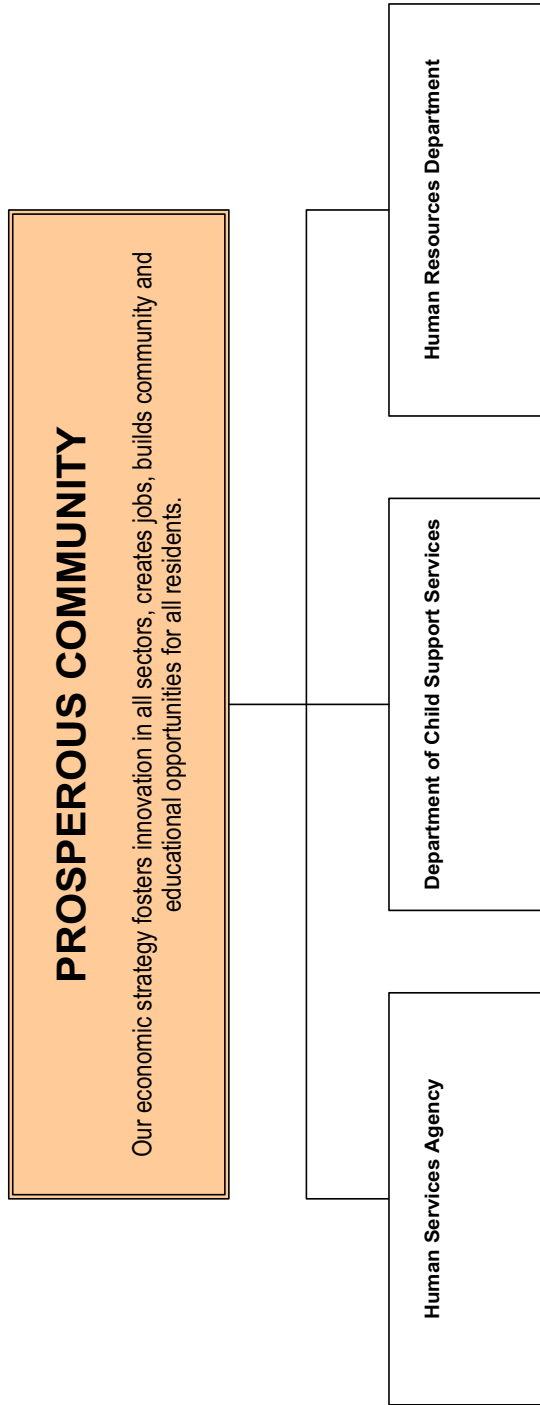 PROSPEROUS COMMUNITY
Our economic strategy fosters innovation in all sectors, creates jobs, builds community and
educational opportunities for all residents.
Human Services Agency
Department of Child Support Services
Human Resources Department